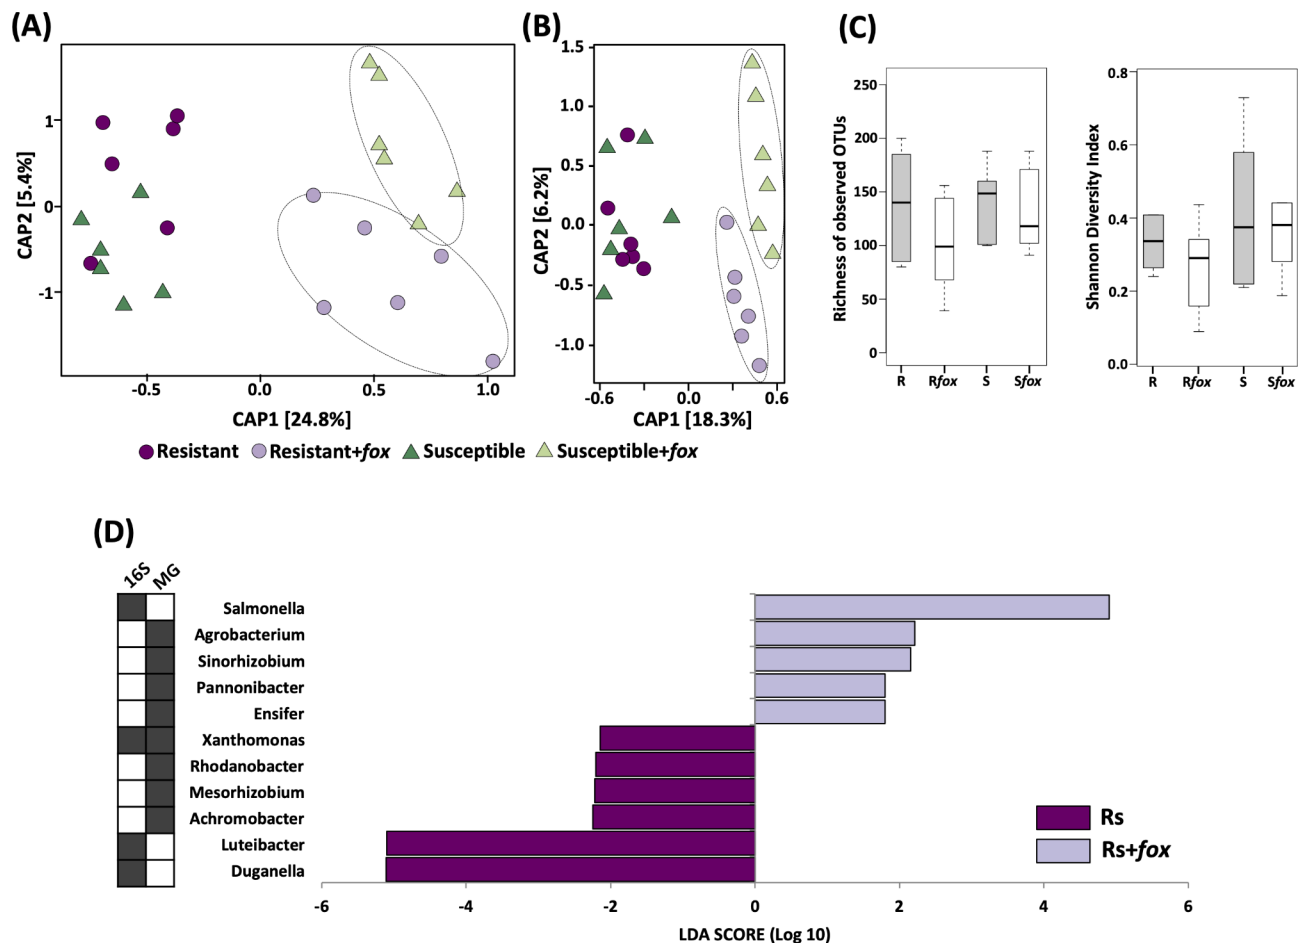 (A)
(B)
(C)
1
0
-1
CAP2 [5.4%]
-0.5
0.0
0.5
1.0
CAP1 [24.8%]
1.5
1.0
0.5
0.0
-0.5
-1.0
CAP2 [6.2%]
-0.6
0.0
0.6
CAP1 [18.3%]
250
200
150
100
50
0
Richness of observed OTUs
R
Rfox
S
Sfox
0.8
0.6
0.4
0.2
0.0
Shannon Diversity Index
R
Rfox
S
Sfox
Resistant Resistant+fox Susceptible Susceptible+fox
(D)
16S MG
Salmonella
Agrobacterium
Sinorhizobium
Pannonibacter
Ensifer
Xanthomonas
Rhodanobacter
Mesorhizobium
Achromobacter
Luteibacter
Duganella
Rs
Rs+fox
-6 -4 -2 0 2 4 6
LDA SCORE (Log 10)